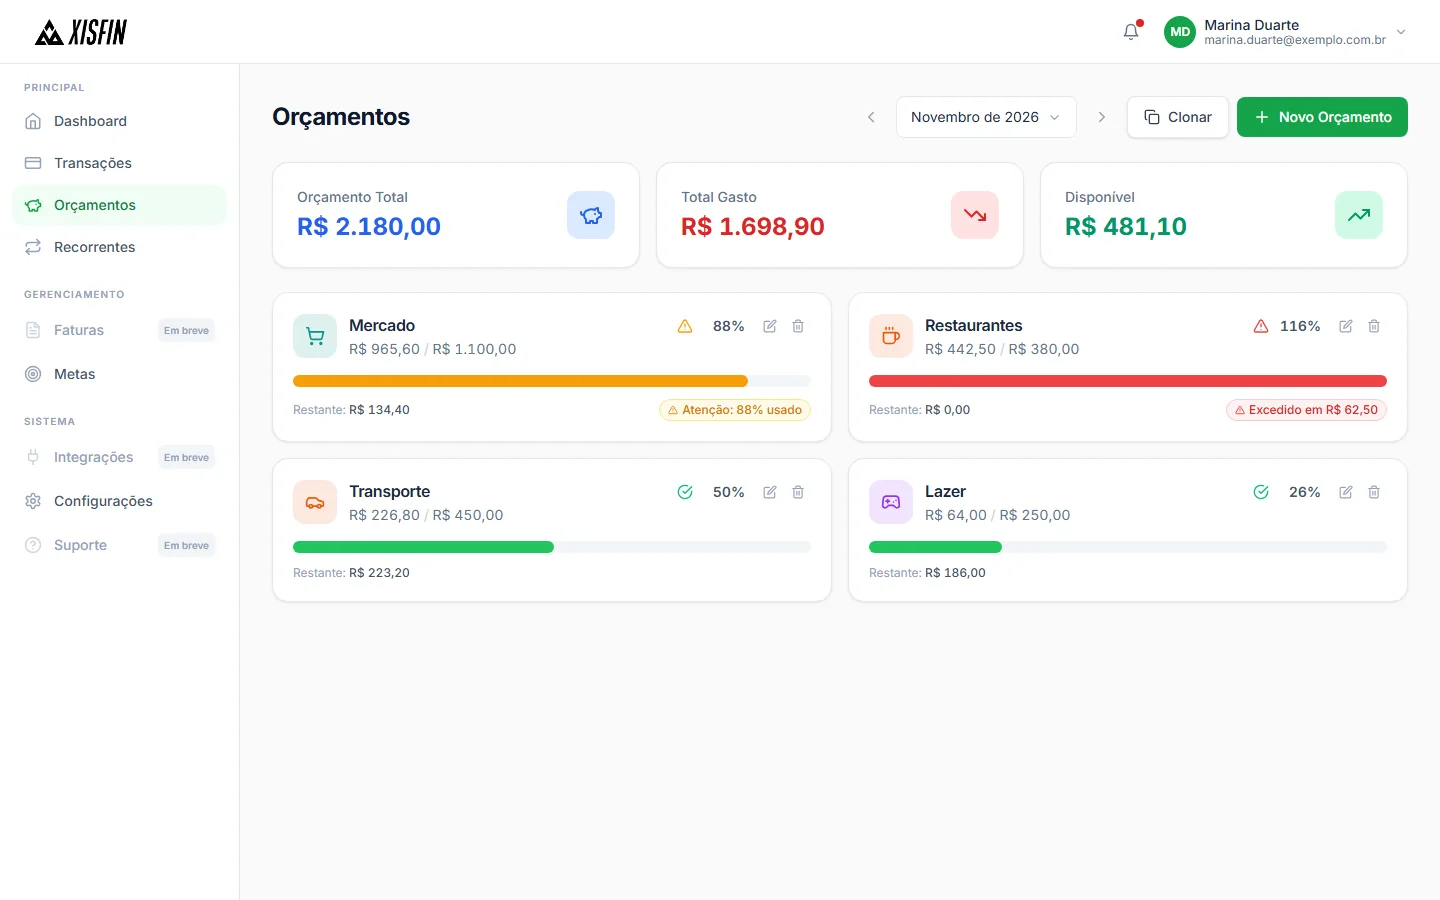 XISFIN
MD
Marina Duarte
marina.duarte@exemplo.com.br
PRINCIPAL
Dashboard
Transações
Orçamentos
Recorrentes
GERENCIAMENTO
Faturas
Em breve
Metas
SISTEMA
Integrações
Em breve
Configurações
Suporte
Em breve
Orçamentos
Novembro de 2026
Clonar
Novo Orçamento
Orçamento Total
R$ 2.180,00
Total Gasto
R$ 1.698,90
Disponível
R$ 481,10
Mercado
88%
R$ 965,60 / R$ 1.100,00
Restante: R$ 134,40
Atenção: 88% usado
Restaurantes
116%
R$ 442,50 / R$ 380,00
Restante: R$ 0,00
Excedido em R$ 62,50
Transporte
50%
R$ 226,80 / R$ 450,00
Restante: R$ 223,20
Lazer
26%
R$ 64,00 / R$ 250,00
Restante: R$ 186,00